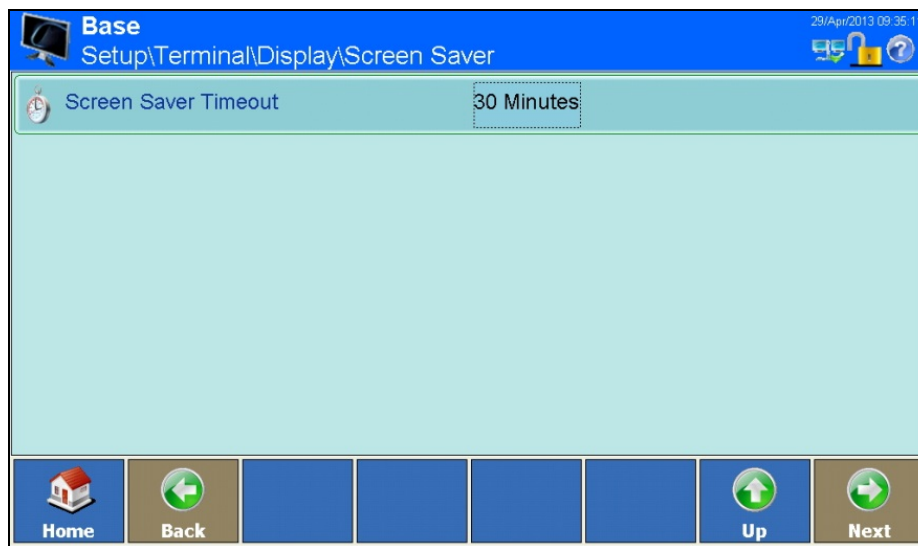 Base
29/Apr/2013 09:35:1
Setup\Terminal\Display\Screen Saver
Screen Saver Timeout 30 Minutes
Home Back Up Next